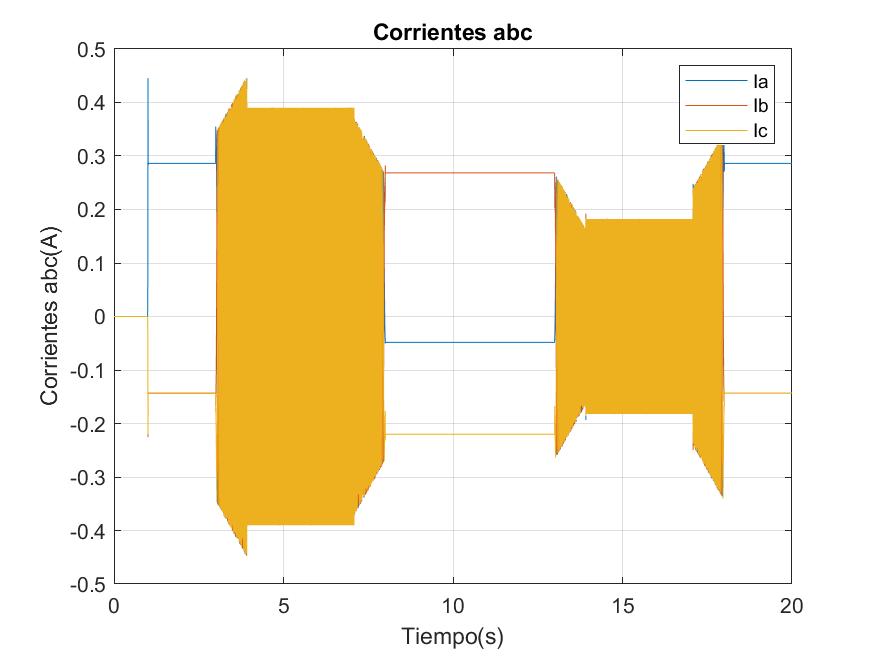 Corrientes abc
0.5
0.4
0.3
0.2
0.1
0
-0.1
-0.2
-0.3
-0.4
-0.5
Corrientes abc(A)
Ia
Ib
Ic
0 5 10 15 20
Tiempo(s)